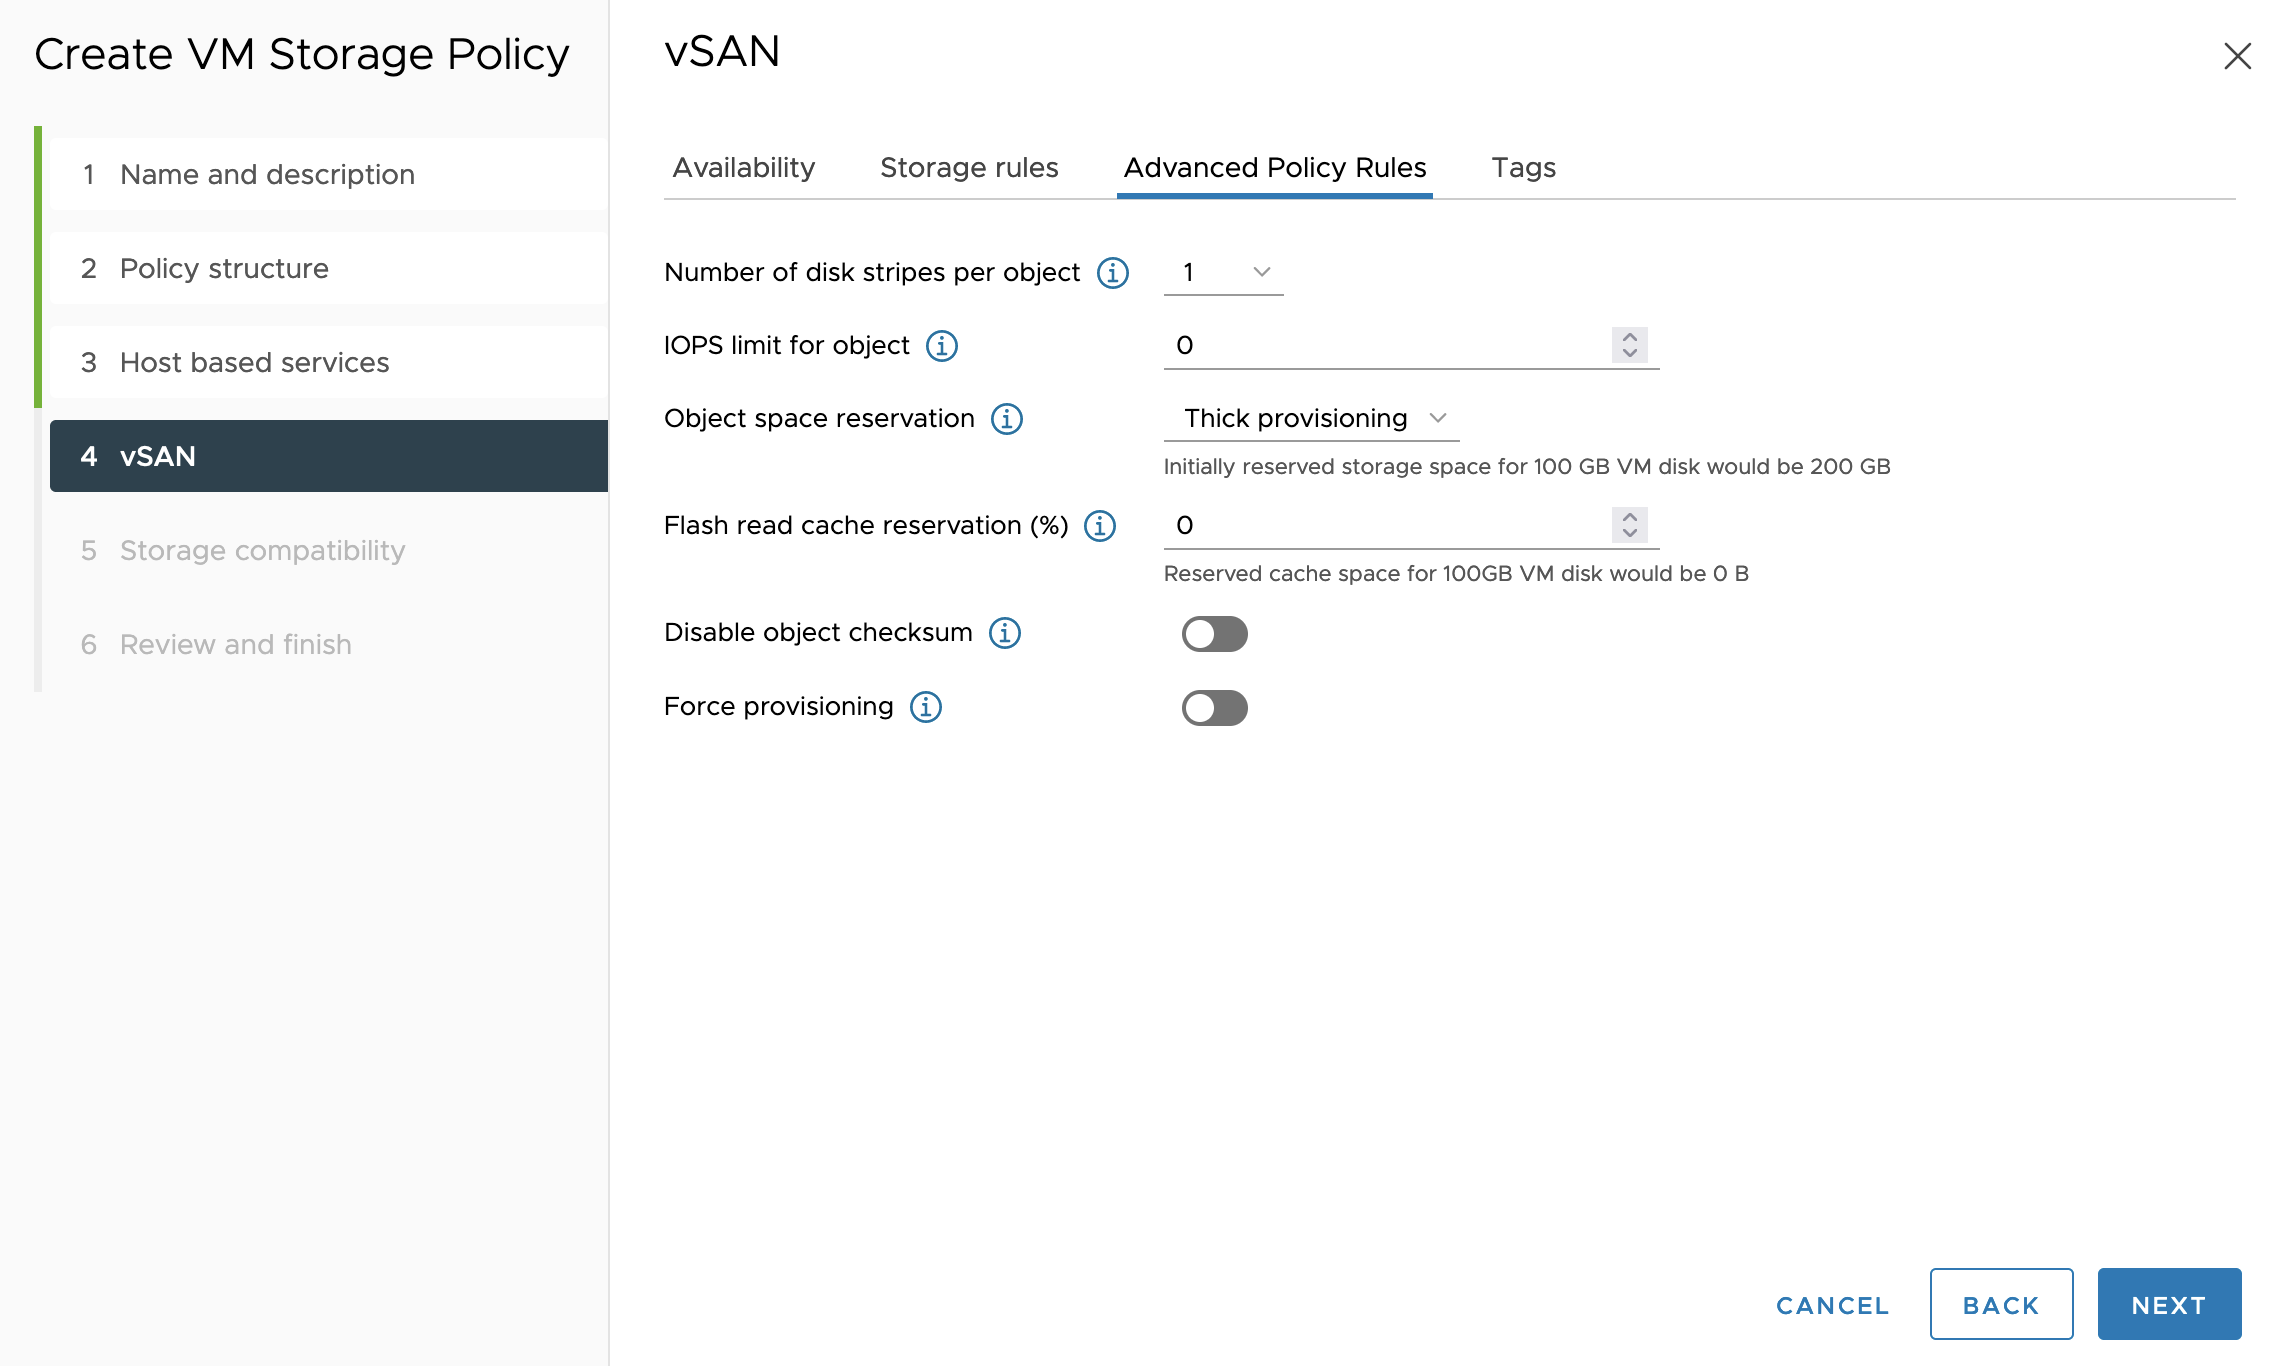 Create VM Storage Policy
1 Name and description
2 Policy structure
3 Host based services
4 vSAN
5 Storage compatibility
6 Review and finish
vSAN
Availability Storage rules Advanced Policy Rules Tags
Number of disk stripes per object 1
IOPS limit for object 0
Object space reservation Thick provisioning
Initially reserved storage space for 100 GB VM disk would be 200 GB
Flash read cache reservation (%) 0
Reserved cache space for 100GB VM disk would be 0 B
Disable object checksum
Force provisioning
CANCEL BACK NEXT